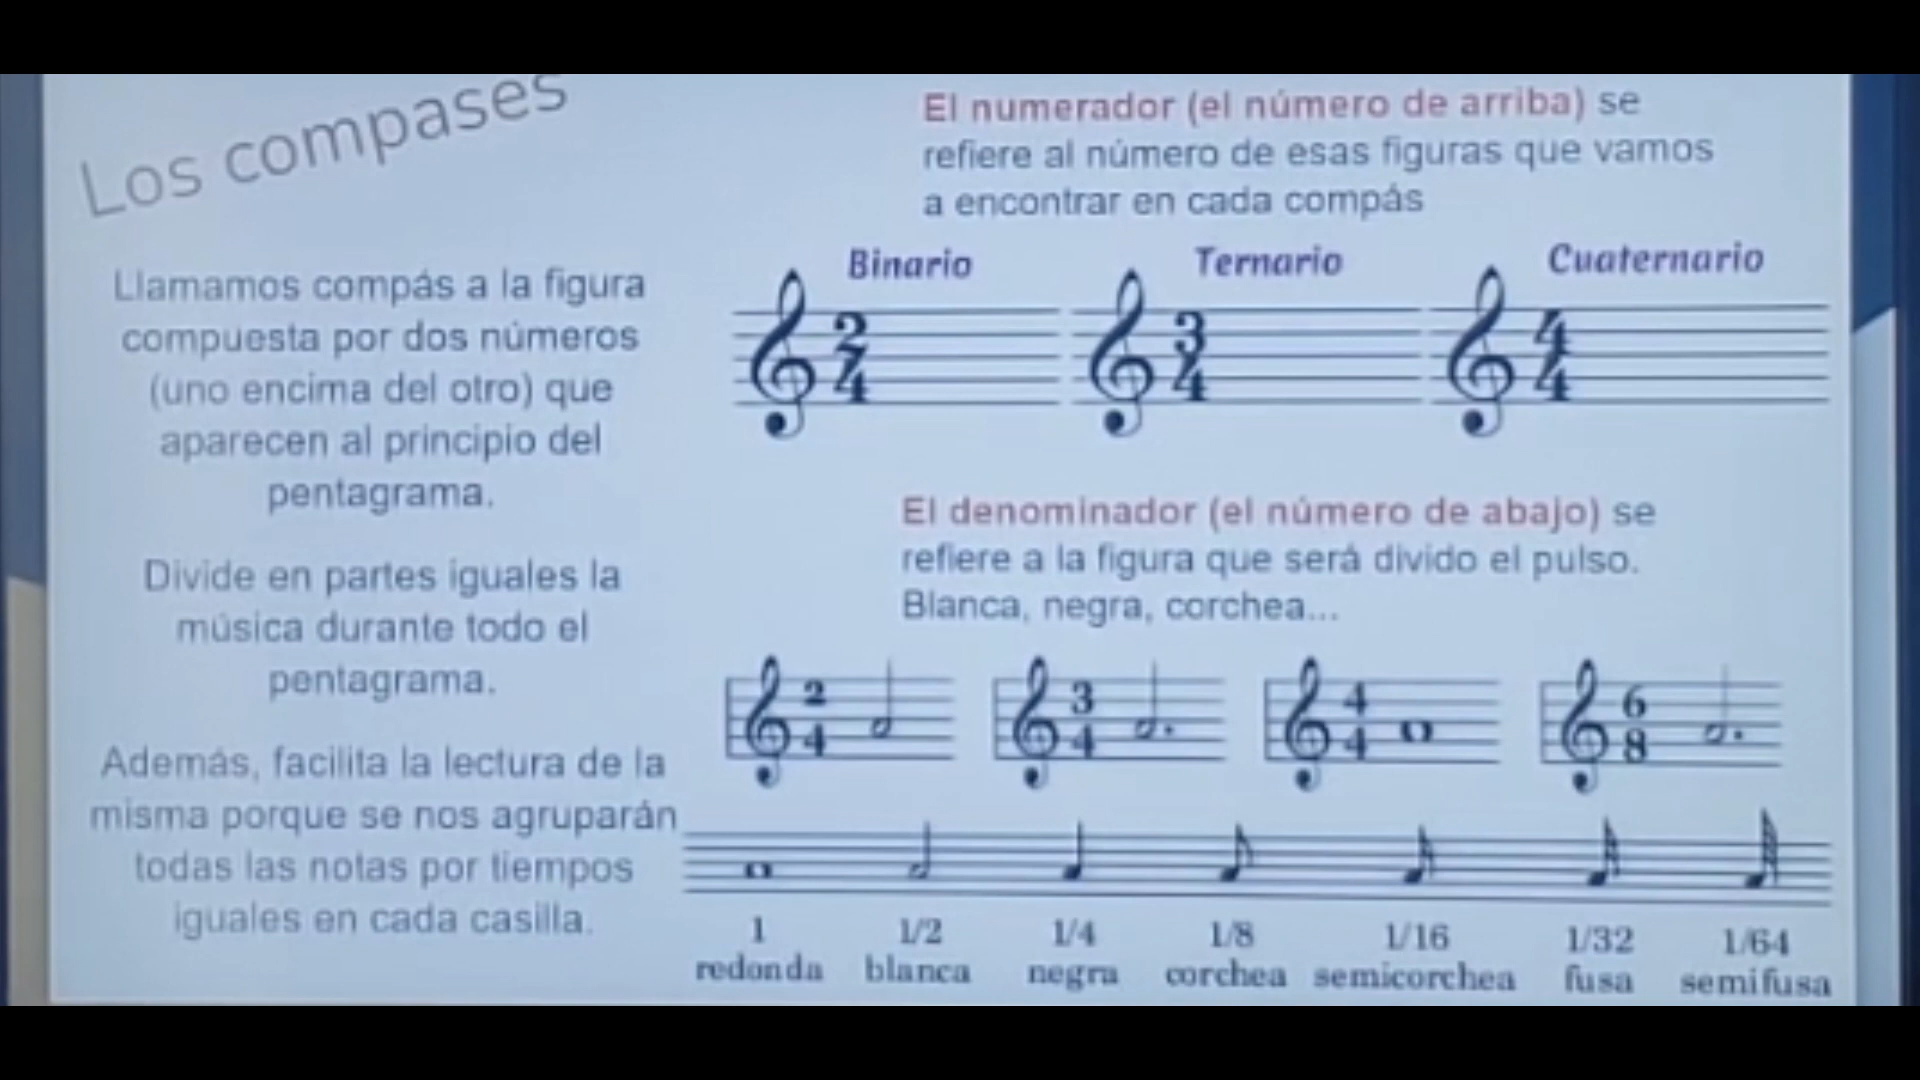 Los compases
Llamamos compás a la figura
compuesta por dos números
(uno encima del otro) que
aparecen al principio del
pentagrama.
Divide en partes iguales la
música durante todo el
pentagrama.
Además, facilita la lectura de la
misma porque se nos agruparán
todas las notas por tiempos
iguales en cada casilla.
El numerador (el número de arriba) se
refiere al número de esas figuras que vamos
a encontrar en cada compás
Binario Ternario Cuaternario
2 3 4
4 4 4
El denominador (el número de abajo) se
refiere a la figura que será divido el pulso.
Blanca, negra, corchea...
2 3 4 6
4 4 4 8
1 1/2 1/4 1/8 1/16 1/32 1/64
redonda blanca negra corchea semicorchea fusa semifusa